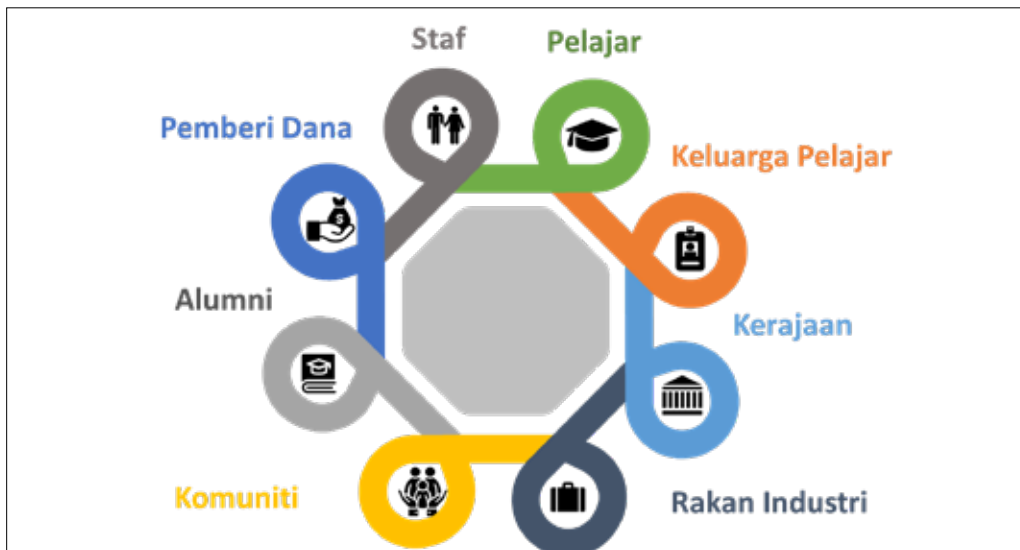 Staf
Pelajar
Pemberi Dana
Keluarga Pelajar
Alumni
Kerajaan
Komuniti
Rakan Industri